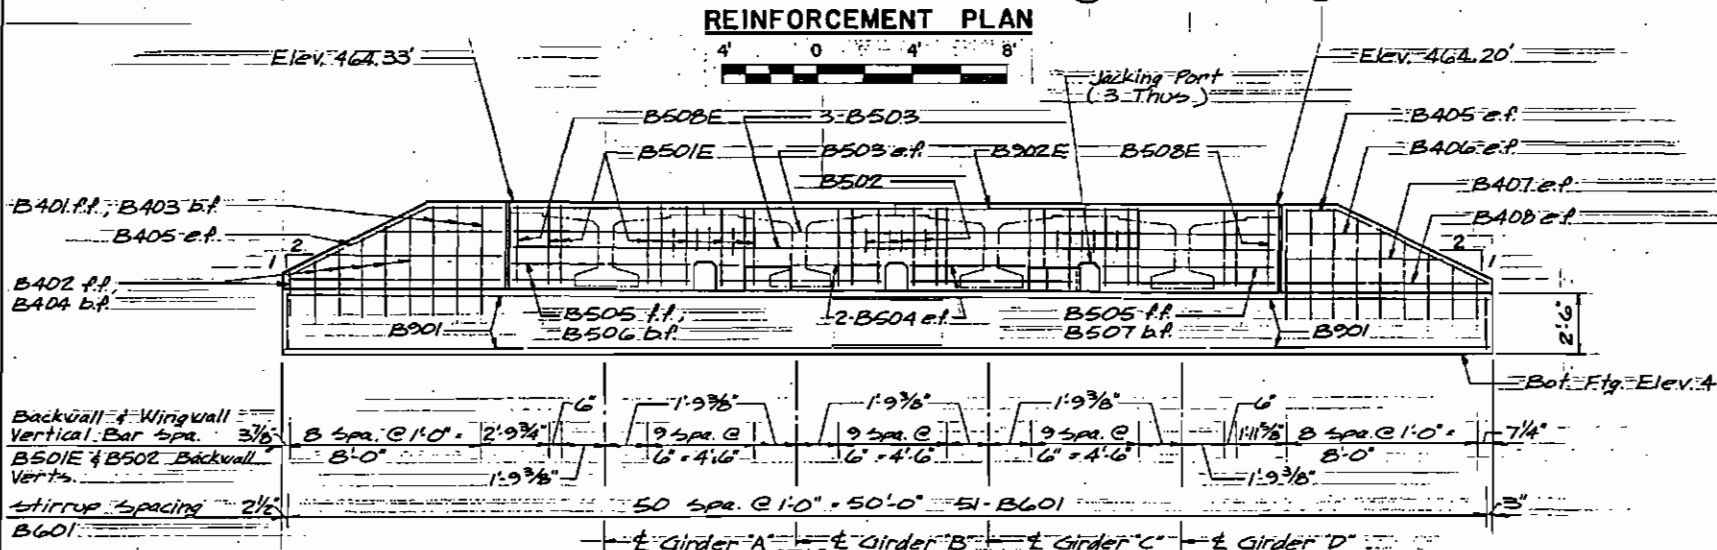 REINFORCEMENT PLAN
4' 0 4' 8'
Elev. 464.33'
Elev. 464.20'
Jacking Port
(3 Thus)
B508E
3-B503
B405 e.f.
B501E
B503 e.f.
B902E
B508E
B406 e.f.
B502
B407 e.f.
B401 f.f., B403 b.f.
B408 e.f.
B405 e.f.
2
1
2
1
B402 f.f.,
B404 b.f.
B901
B505 f.f.,
B506 b.f.
2-B504 e.f.
B505 f.f.
B507 b.f.
B901
2'-6"
Bot. Ftg. Elev. 4
Backwall & Wingwall
Vertical Bar Spa. 3⅞"
B501E & B502 Backwall
Verts.
8 Spa. @ 1'-0" =
8'-0"
2'-9¾"
6"
1'-9⅜"
1'-9⅜"
9 Spa. @
6" = 4'-6"
1'-9⅜"
9 Spa. @
6" = 4'-6"
1'-9⅜"
9 Spa. @
6" = 4'-6"
6"
1'-9⅜"
1'-11⅝"
8 Spa. @ 1'-0" =
8'-0"
7¼"
Stirrup Spacing 2½"
B601
50 Spa. @ 1'-0" = 50'-0" 51-B601
3"
℄ Girder "A" ℄ Girder "B" ℄ Girder "C" ℄ Girder "D"